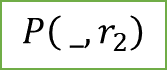 P( _, r₂)